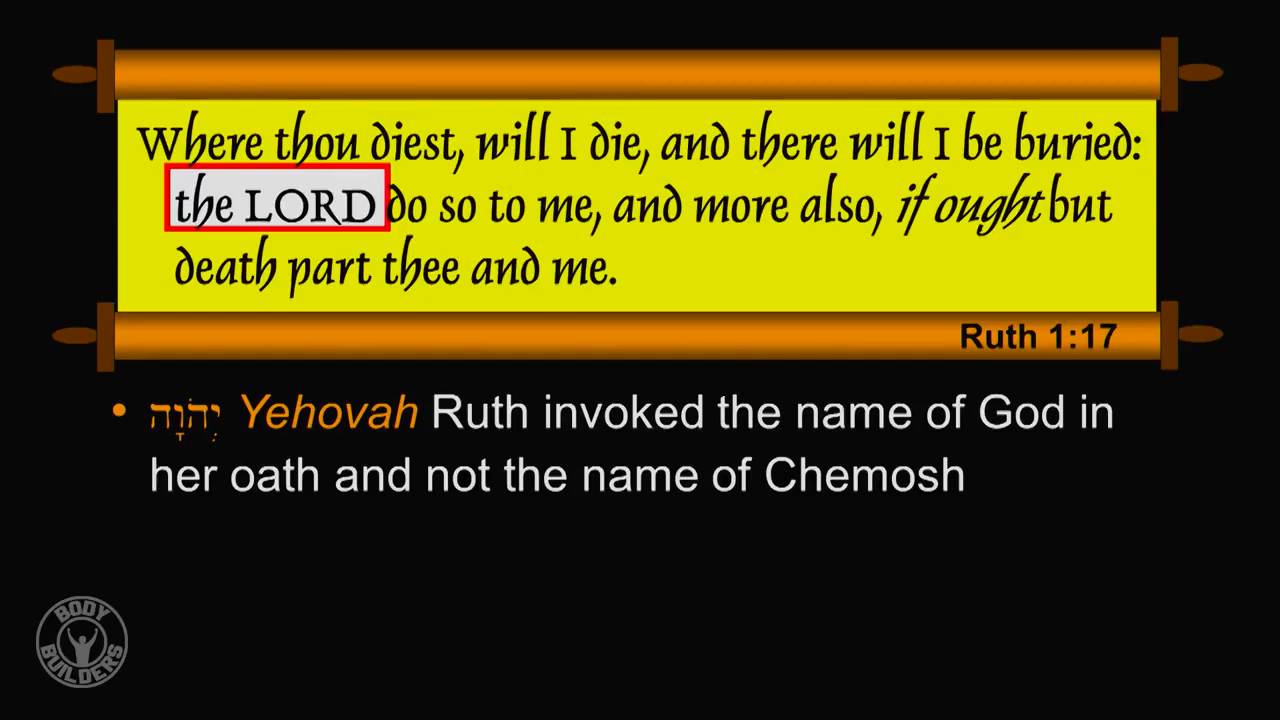 Where thou diest, will I die, and there will I be buried:
the LORD do so to me, and more also, if ought but
death part thee and me.
Ruth 1:17
• יְהֹוָה Yehovah Ruth invoked the name of God in
her oath and not the name of Chemosh
BODY
BUILDERS